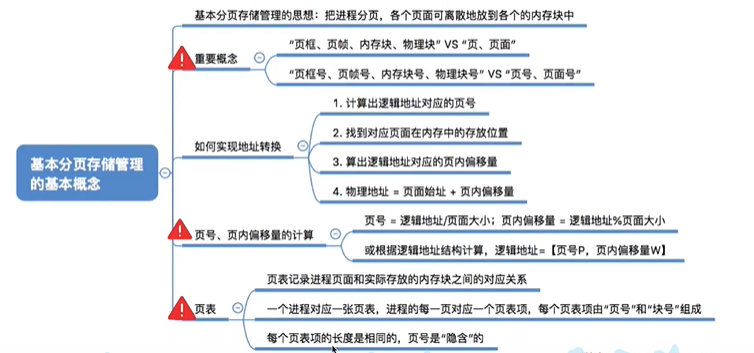 基本分页存储管理的思想：把进程分页，各个页面可离散地放到各个的内存块中
重要概念
“页框、页帧、内存块、物理块” VS “页、页面”
“页框号、页帧号、内存块号、物理块号” VS “页号、页面号”
如何实现地址转换
1. 计算出逻辑地址对应的页号
2. 找到对应页面在内存中的存放位置
3. 算出逻辑地址对应的页内偏移量
4. 物理地址 = 页面始址 + 页内偏移量
基本分页存储管理
的基本概念
页号、页内偏移量的计算
页号 = 逻辑地址/页面大小；页内偏移量 = 逻辑地址%页面大小
或根据逻辑地址结构计算，逻辑地址=【页号P，页内偏移量W】
页表
页表记录进程页面和实际存放的内存块之间的对应关系
一个进程对应一张页表，进程的每一页对应一个页表项，每个页表项由“页号”和“块号”组成
每个页表项的长度是相同的，页号是“隐含”的